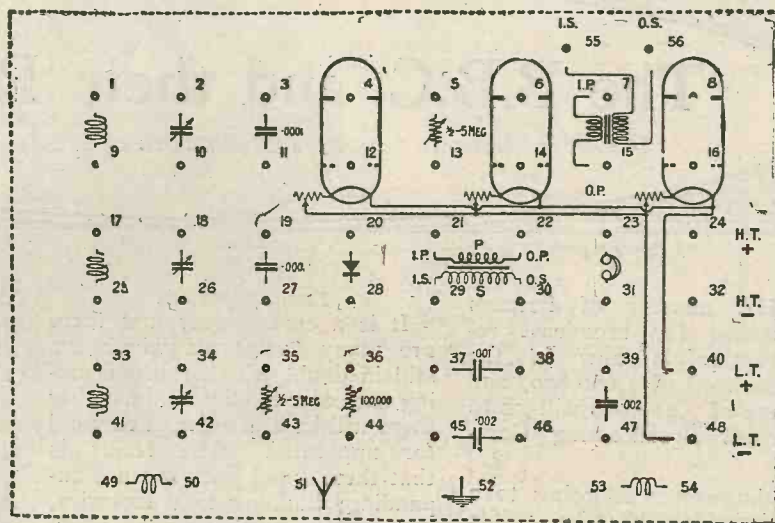 I.S. O.S.
55 56
1 2 3 4 5 6 I.P. 7 8
.0001 ½-5 MEG
9 10 11 12 13 14 15 16
O.P.
17 18 19 20 21 22 23 24
H.T. +
I.P. P O.P.
.000
I.S. S O.S.
25 26 27 28 29 30 31 32
H.T. -
33 34 35 36 37 .001 38 39 40
L.T. +
½-5 MEG 100,000 .002
41 42 43 44 45 .002 46 47 48
L.T. -
49 50 51 52 53 54